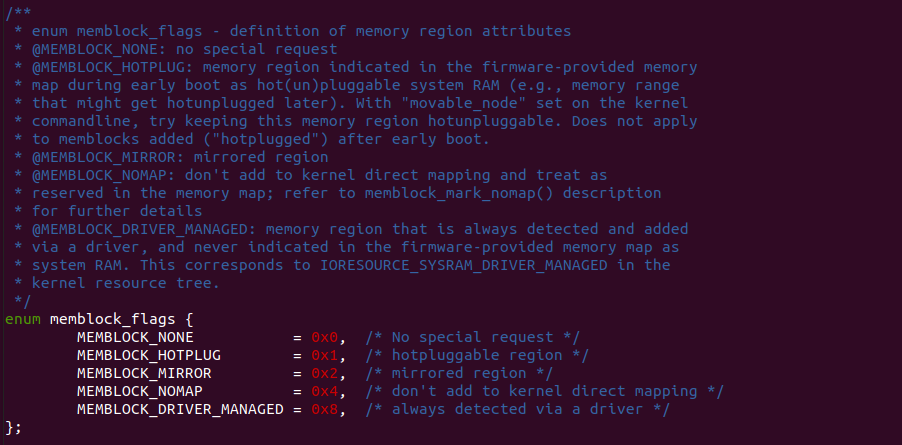 /**
 * enum memblock_flags - definition of memory region attributes
 * @MEMBLOCK_NONE: no special request
 * @MEMBLOCK_HOTPLUG: memory region indicated in the firmware-provided memory
 * map during early boot as hot(un)pluggable system RAM (e.g., memory range
 * that might get hotunplugged later). With "movable_node" set on the kernel
 * commandline, try keeping this memory region hotunpluggable. Does not apply
 * to memblocks added ("hotplugged") after early boot.
 * @MEMBLOCK_MIRROR: mirrored region
 * @MEMBLOCK_NOMAP: don't add to kernel direct mapping and treat as
 * reserved in the memory map; refer to memblock_mark_nomap() description
 * for further details
 * @MEMBLOCK_DRIVER_MANAGED: memory region that is always detected and added
 * via a driver, and never indicated in the firmware-provided memory map as
 * system RAM. This corresponds to IORESOURCE_SYSRAM_DRIVER_MANAGED in the
 * kernel resource tree.
 */
enum memblock_flags {
        MEMBLOCK_NONE           = 0x0,  /* No special request */
        MEMBLOCK_HOTPLUG        = 0x1,  /* hotpluggable region */
        MEMBLOCK_MIRROR         = 0x2,  /* mirrored region */
        MEMBLOCK_NOMAP          = 0x4,  /* don't add to kernel direct mapping */
        MEMBLOCK_DRIVER_MANAGED = 0x8,  /* always detected via a driver */
};